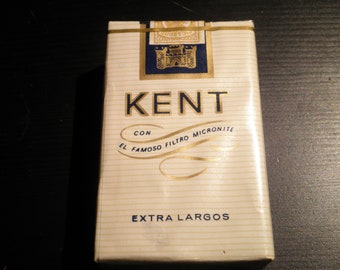 KENT
CON
EL FAMOSO FILTRO MICRONITE
EXTRA LARGOS